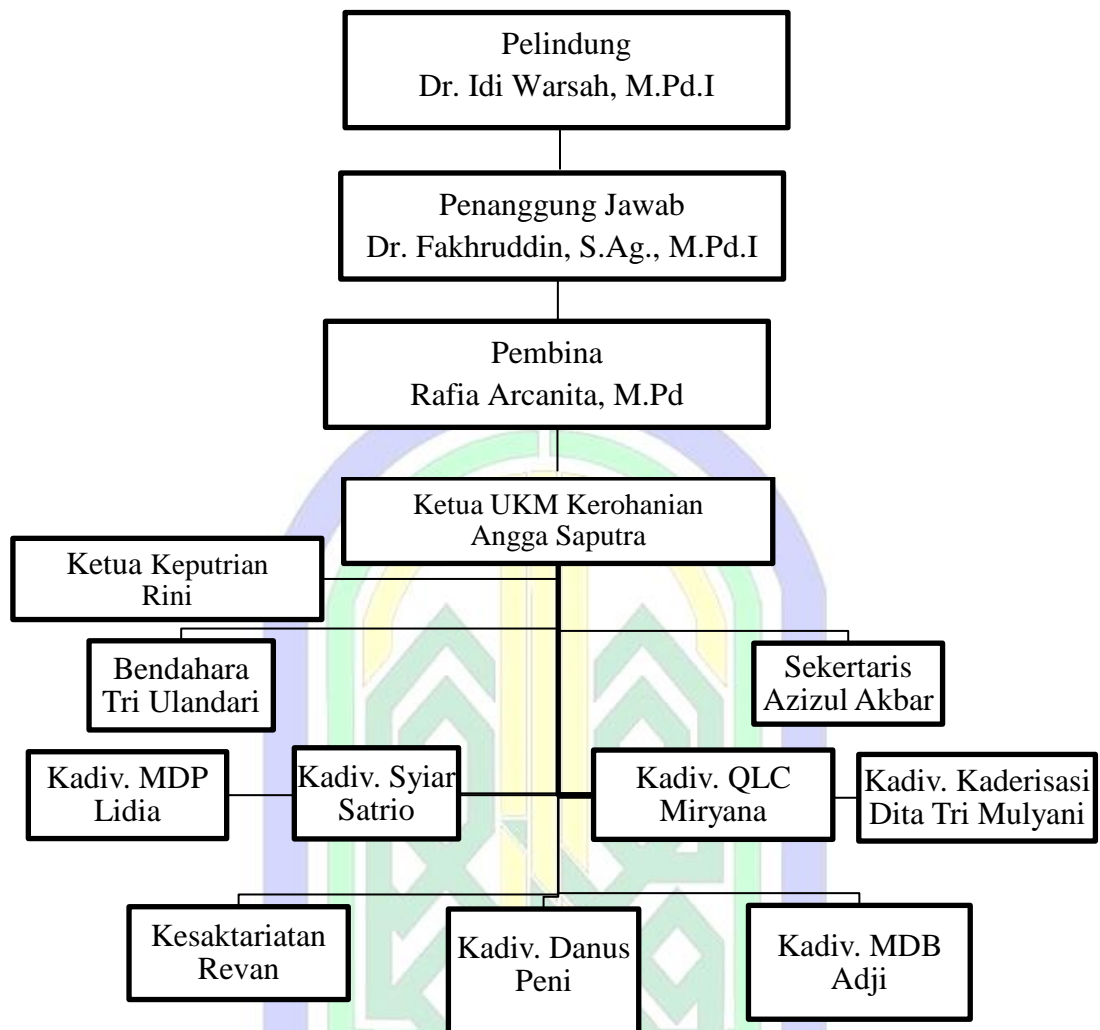 Pelindung
Dr. Idi Warsah, M.Pd.I
Penanggung Jawab
Dr. Fakhruddin, S.Ag., M.Pd.I
Pembina
Rafia Arcanita, M.Pd
Ketua UKM Kerohanian
Angga Saputra
Ketua Keputrian
Rini
Bendahara
Tri Ulandari
Sekertaris
Azizul Akbar
Kadiv. MDP
Lidia
Kadiv. Syiar
Satrio
Kadiv. QLC
Miryana
Kadiv. Kaderisasi
Dita Tri Mulyani
Kesaktariatan
Revan
Kadiv. Danus
Peni
Kadiv. MDB
Adji